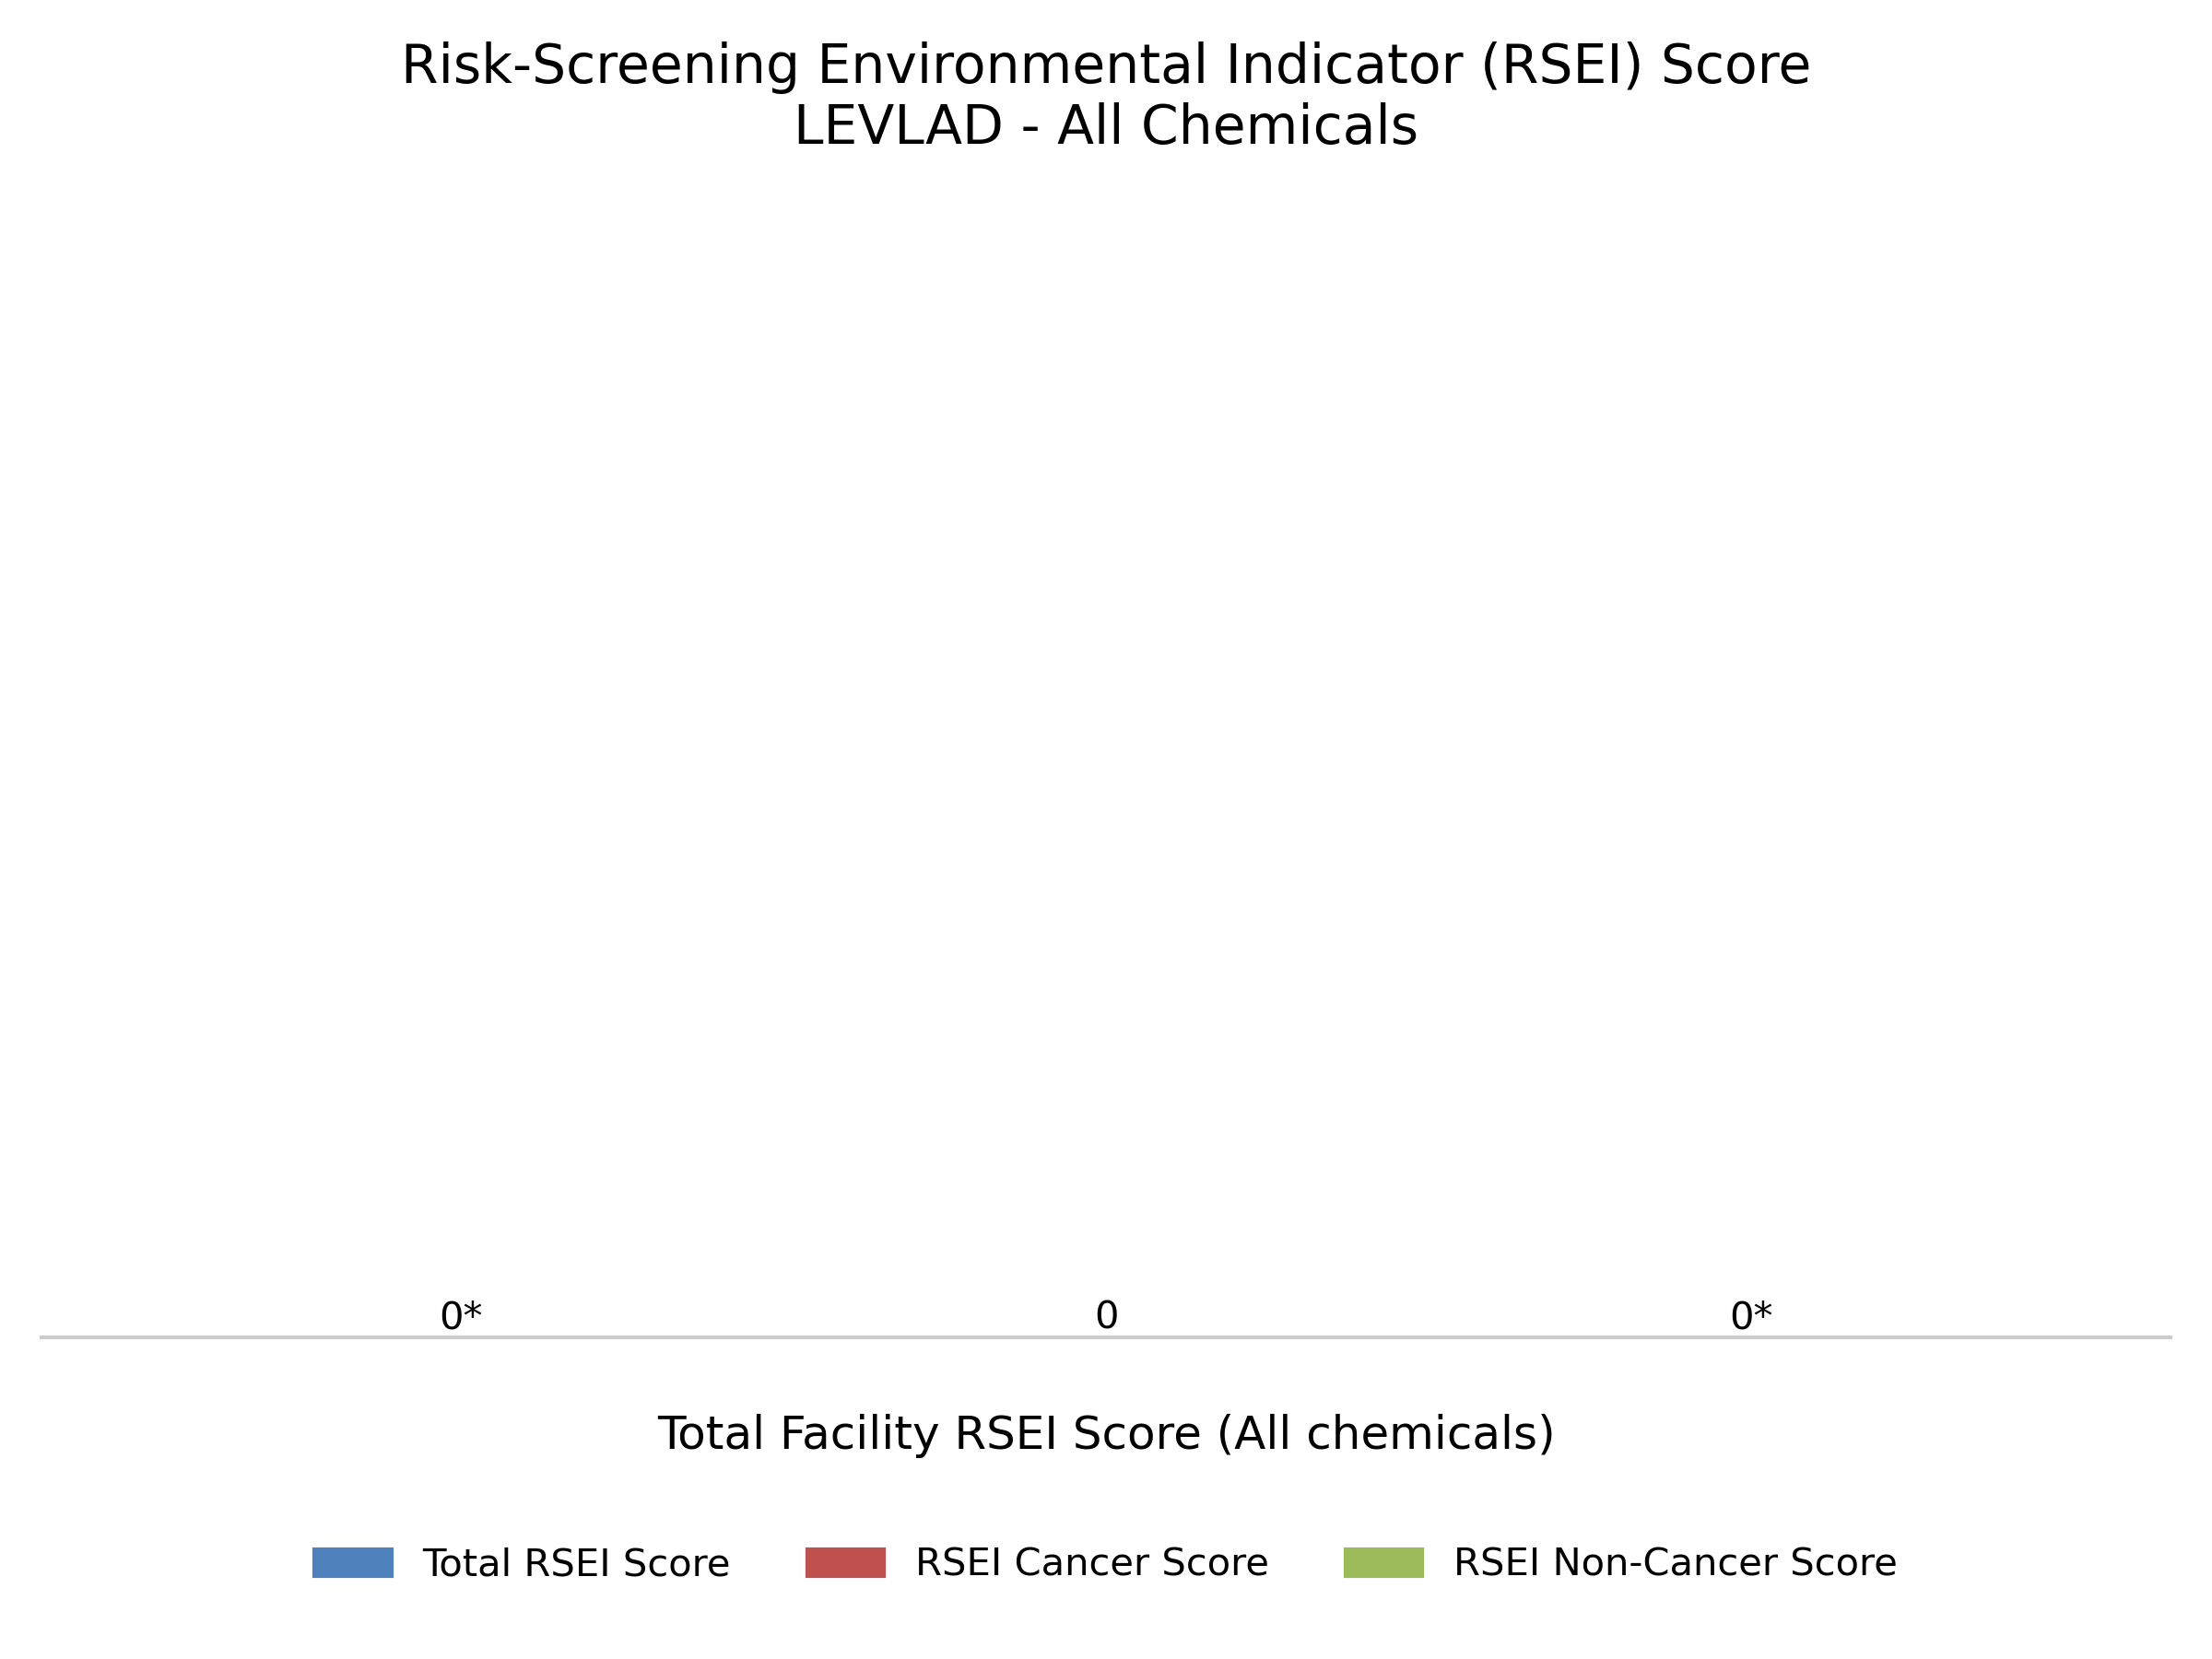 Risk-Screening Environmental Indicator (RSEI) Score
LEVLAD - All Chemicals
0*
0
0*
Total Facility RSEI Score (All chemicals)
Total RSEI Score
RSEI Cancer Score
RSEI Non-Cancer Score